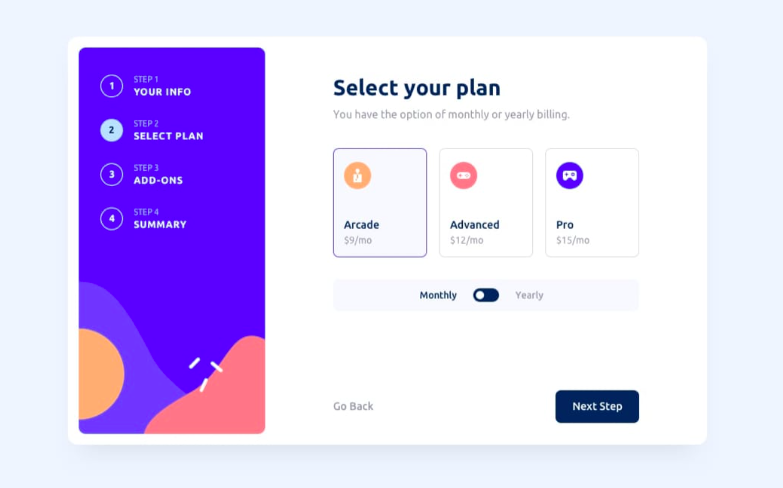 1
STEP 1
YOUR INFO
2
STEP 2
SELECT PLAN
3
STEP 3
ADD-ONS
4
STEP 4
SUMMARY
Select your plan
You have the option of monthly or yearly billing.
Arcade
$9/mo
Advanced
$12/mo
Pro
$15/mo
Monthly
Yearly
Go Back
Next Step